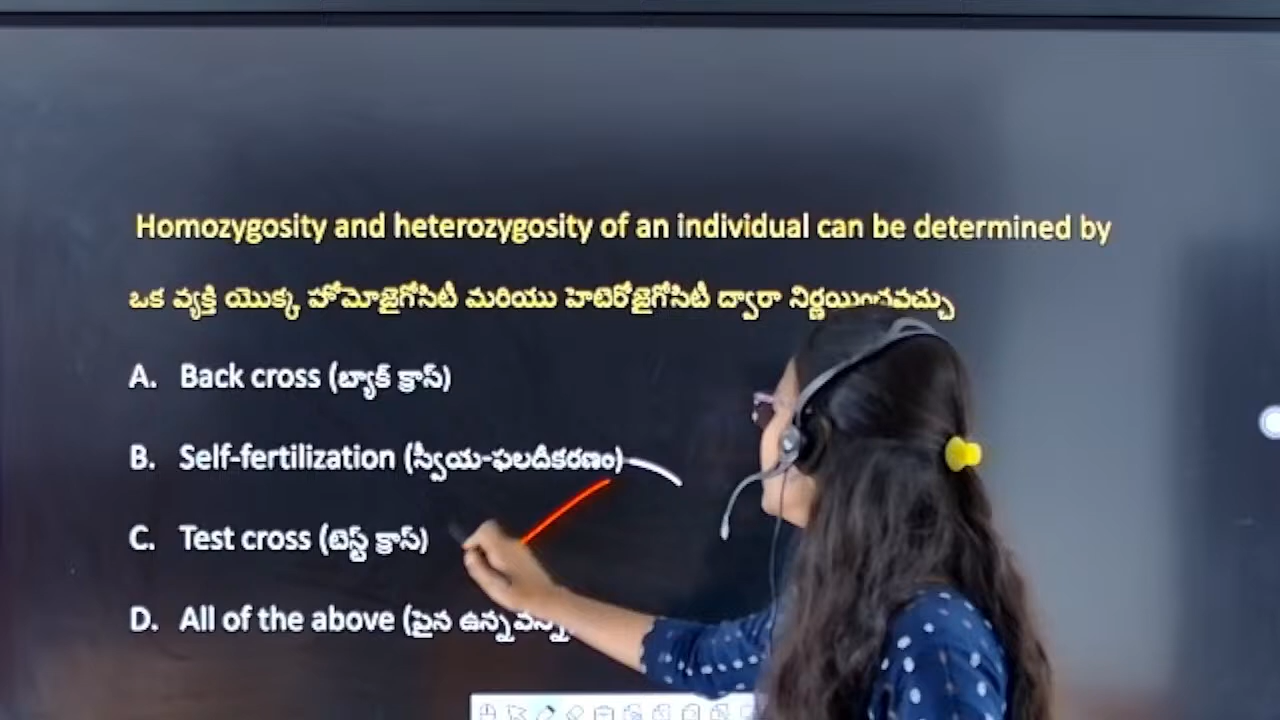 Homozygosity and heterozygosity of an individual can be determined by
ఒక వ్యక్తి యొక్క హోమోజైగోసిటీ మరియు హెటెరోజైగోసిటీ ద్వారా నిర్ణయించవచ్చు
A. Back cross (బ్యాక్ క్రాస్)
B. Self-fertilization (స్వీయ-ఫలదీకరణం)
C. Test cross (టెస్ట్ క్రాస్)
D. All of the above (పైన